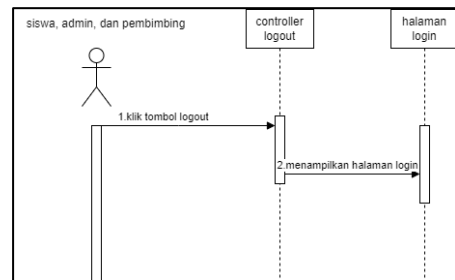 siswa, admin, dan pembimbing
controller
logout
halaman
login
1.klik tombol logout
2.menampilkan halaman login